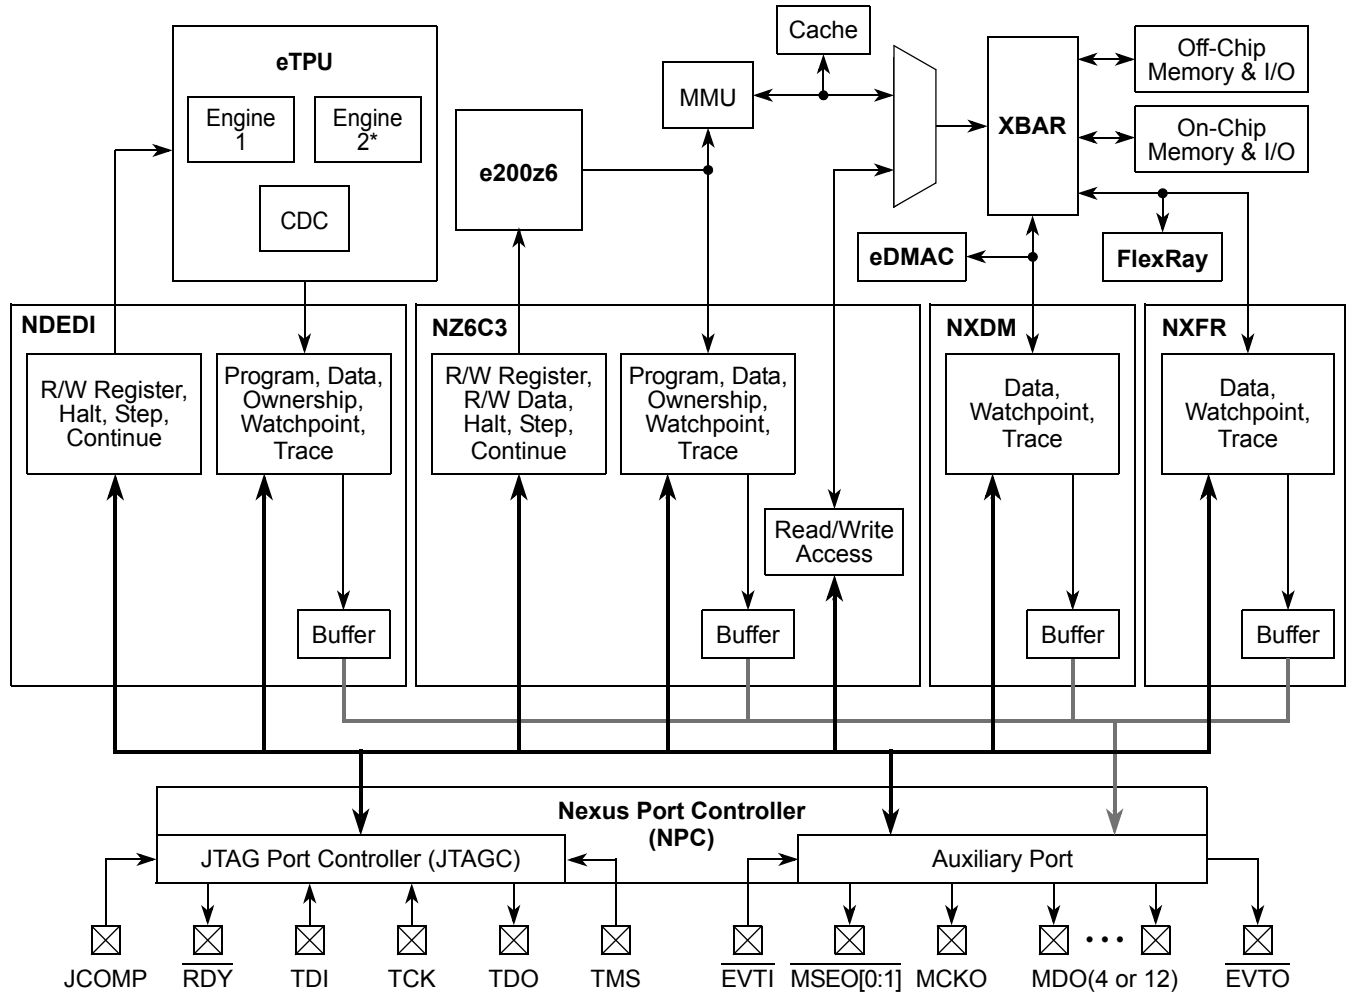 Cache
Off-Chip
Memory & I/O
eTPU
MMU
XBAR
Engine
1
Engine
2*
On-Chip
Memory & I/O
e200z6
CDC
eDMAC
FlexRay
NDEDI
NZ6C3
NXDM
NXFR
R/W Register,
Halt, Step,
Continue
Program, Data,
Ownership,
Watchpoint,
Trace
R/W Register,
R/W Data,
Halt, Step,
Continue
Program, Data,
Ownership,
Watchpoint,
Trace
Data,
Watchpoint,
Trace
Data,
Watchpoint,
Trace
Read/Write
Access
Buffer
Buffer
Buffer
Buffer
Nexus Port Controller
(NPC)
JTAG Port Controller (JTAGC)
Auxiliary Port
JCOMP
RDY
TDI
TCK
TDO
TMS
EVTI
MSEO[0:1]
MCKO
MDO(4 or 12)
EVTO